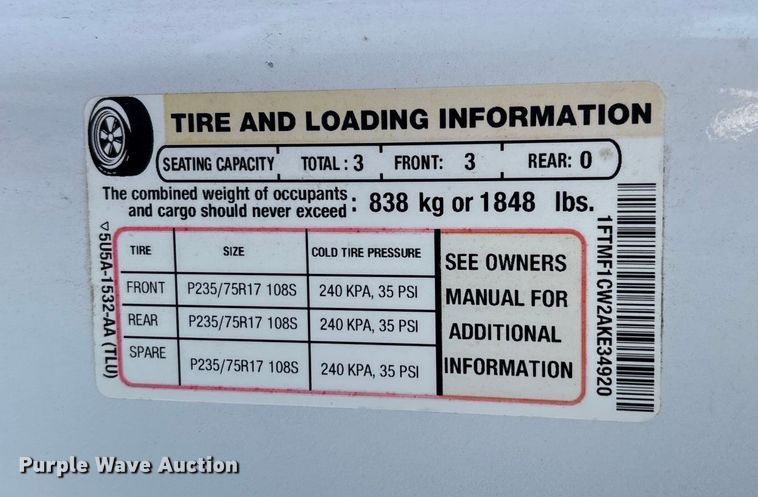 TIRE AND LOADING INFORMATION
SEATING CAPACITY TOTAL : 3 FRONT: 3 REAR: 0
The combined weight of occupants
and cargo should never exceed : 838 kg or 1848 lbs.
TIRE SIZE COLD TIRE PRESSURE
FRONT P235/75R17 108S 240 KPA, 35 PSI
REAR P235/75R17 108S 240 KPA, 35 PSI
SPARE P235/75R17 108S 240 KPA, 35 PSI
SEE OWNERS
MANUAL FOR
ADDITIONAL
INFORMATION
5U5A-1532-AA (TLU)
1FTMF1CW2AKE34920
Purple Wave Auction